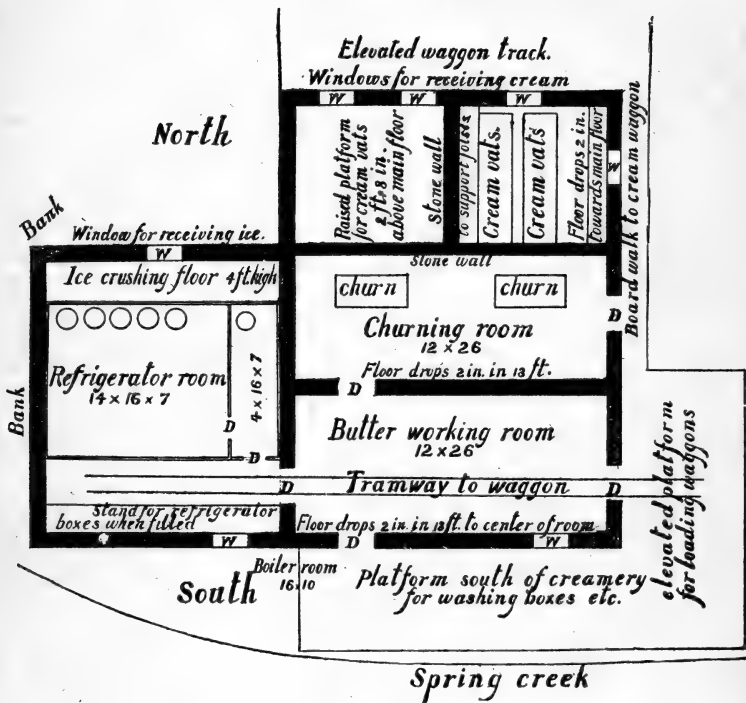 Elevated waggon track.
Windows for receiving cream
W
W
W
North
Raised platform
for cream vats
2 ft. 8 in.
above main floor
Stone wall
to support joists
Cream vats.
Cream vats
Floor drops 2 in.
towards main floor
W
Board walk to cream waggon
Bank
Window for receiving ice.
W
Stone wall
Ice crushing floor 4 ft. high
churn
churn
D
Churning room
12 x 26
Floor drops 2 in. in 13 ft.
Bank
Refrigerator room
14 x 16 x 7
4 x 16 x 7
D
D
D
Butter working room
12 x 26
D
Tramway to waggon
D
Stand for refrigerator
boxes when filled
Floor drops 2 in. in 13 ft. to center of room
W
D
W
elevated platform
for loading waggons
Boiler room
16 x 10
South
Platform south of creamery
for washing boxes etc.
Spring creek